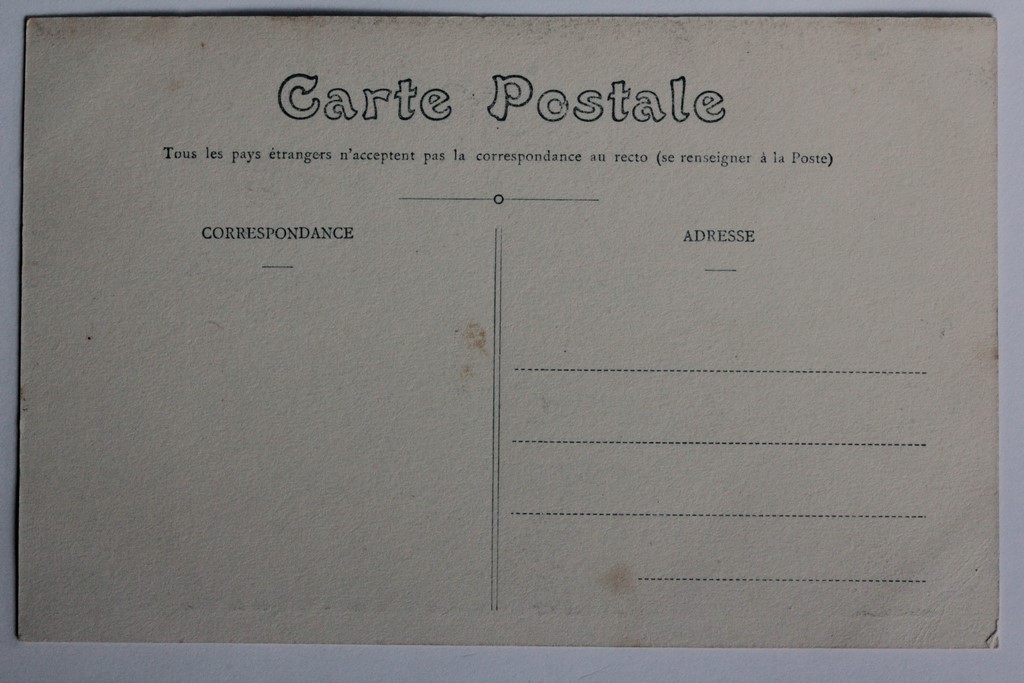 Carte Postale
Tous les pays étrangers n'acceptent pas la correspondance au recto (se renseigner à la Poste)
CORRESPONDANCE
ADRESSE